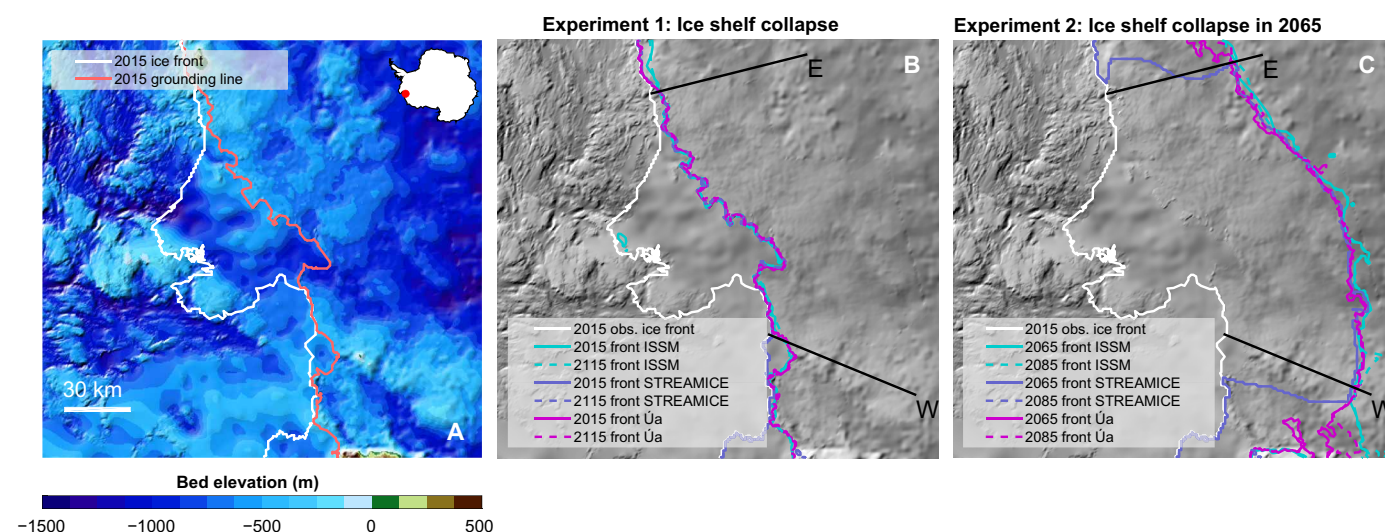 Experiment 1: Ice shelf collapse
Experiment 2: Ice shelf collapse in 2065
2015 ice front
2015 grounding line
30 km
A
Bed elevation (m)
−1500
−1000
−500
0
500
B
E
W
2015 obs. ice front
2015 front ISSM
2115 front ISSM
2015 front STREAMICE
2115 front STREAMICE
2015 front Úa
2115 front Úa
C
E
W
2015 obs. ice front
2065 front ISSM
2085 front ISSM
2065 front STREAMICE
2085 front STREAMICE
2065 front Úa
2085 front Úa